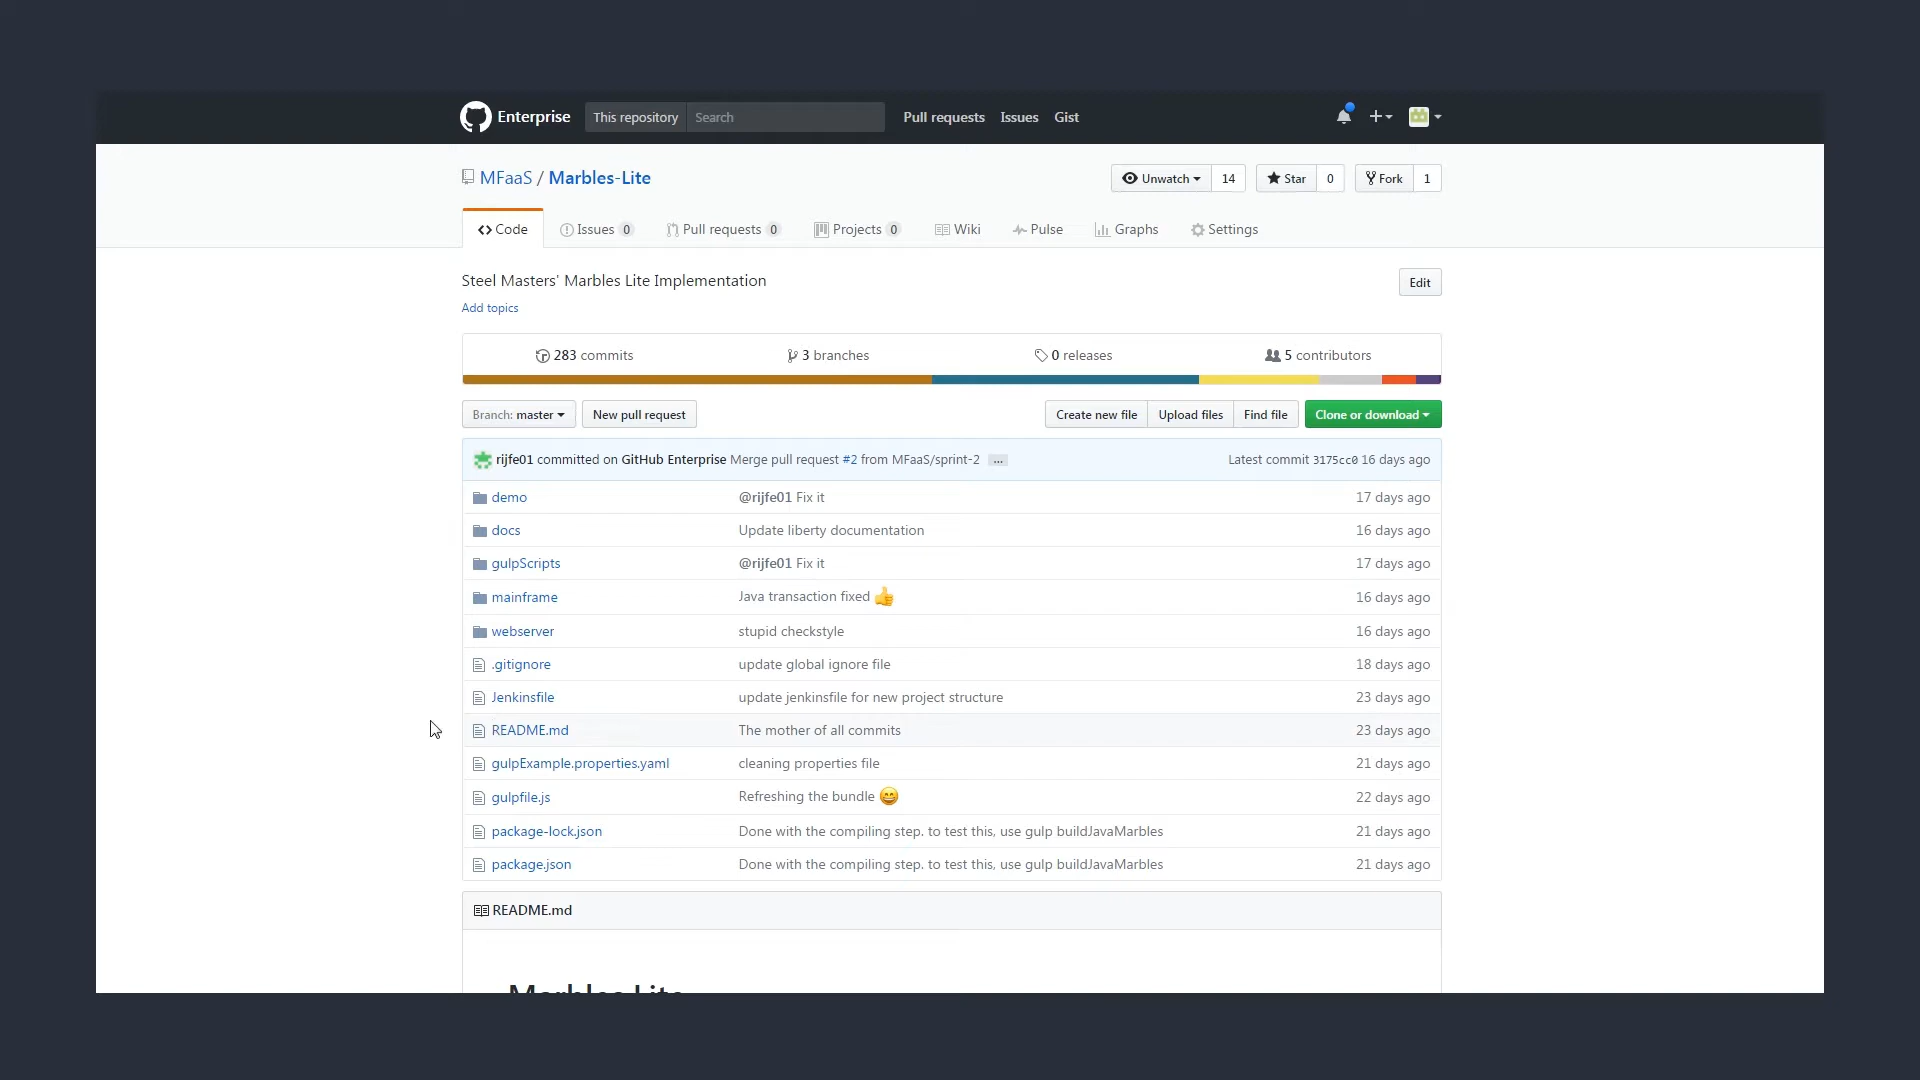 Enterprise This repository Search Pull requests Issues Gist
MFaaS / Marbles-Lite Unwatch 14 Star 0 Fork 1
Code Issues 0 Pull requests 0 Projects 0 Wiki Pulse Graphs Settings
Steel Masters' Marbles Lite Implementation Edit
Add topics
283 commits 3 branches 0 releases 5 contributors
Branch: master New pull request Create new file Upload files Find file Clone or download
rijfe01 committed on GitHub Enterprise Merge pull request #2 from MFaaS/sprint-2 ... Latest commit 3175cc0 16 days ago
demo @rijfe01 Fix it 17 days ago
docs Update liberty documentation 16 days ago
gulpScripts @rijfe01 Fix it 17 days ago
mainframe Java transaction fixed 👍 16 days ago
webserver stupid checkstyle 16 days ago
.gitignore update global ignore file 18 days ago
Jenkinsfile update jenkinsfile for new project structure 23 days ago
README.md The mother of all commits 23 days ago
gulpExample.properties.yaml cleaning properties file 21 days ago
gulpfile.js Refreshing the bundle 😄 22 days ago
package-lock.json Done with the compiling step. to test this, use gulp buildJavaMarbles 21 days ago
package.json Done with the compiling step. to test this, use gulp buildJavaMarbles 21 days ago
README.md
Marbles Lite